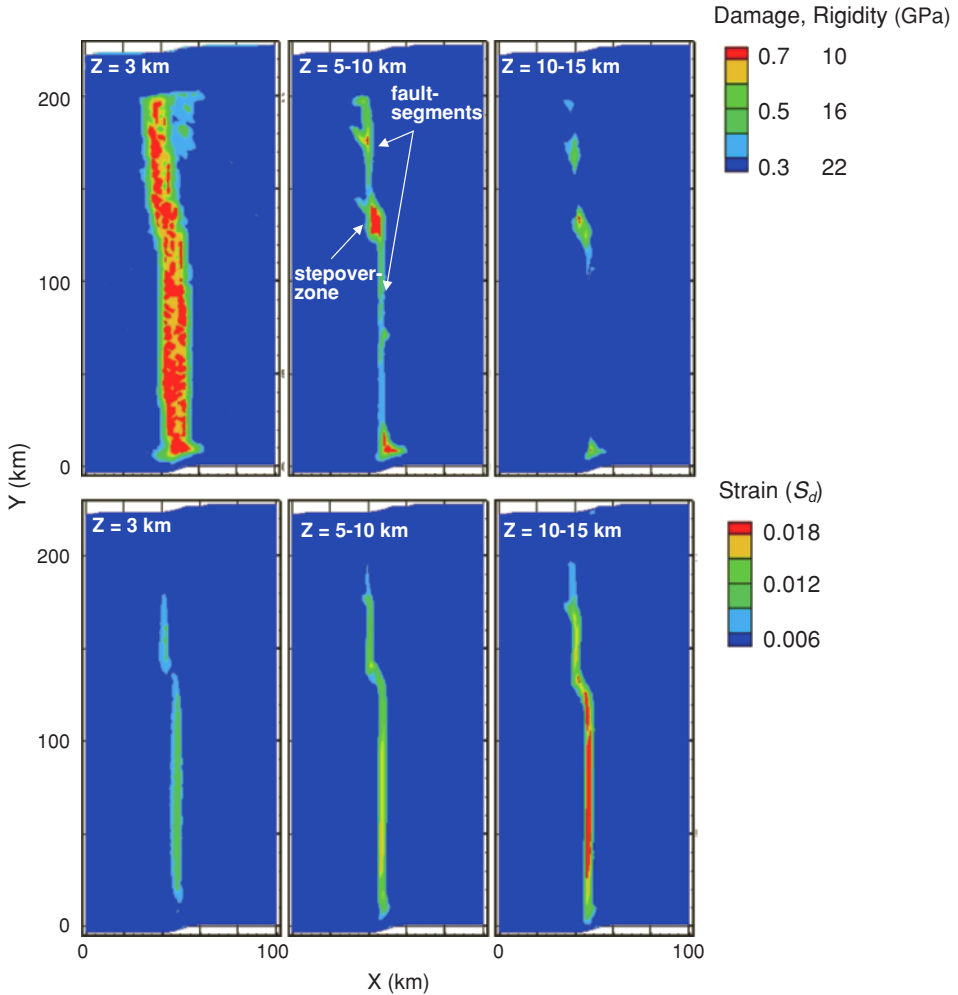 Damage, Rigidity (GPa)
0.7 10
0.5 16
0.3 22
Z = 3 km
Z = 5-10 km
Z = 10-15 km
fault-
segments
stepover-
zone
200
100
0
Y (km)
Strain (Sd)
0.018
0.012
0.006
Z = 3 km
Z = 5-10 km
Z = 10-15 km
200
100
0
0
100
0
0
100
X (km)